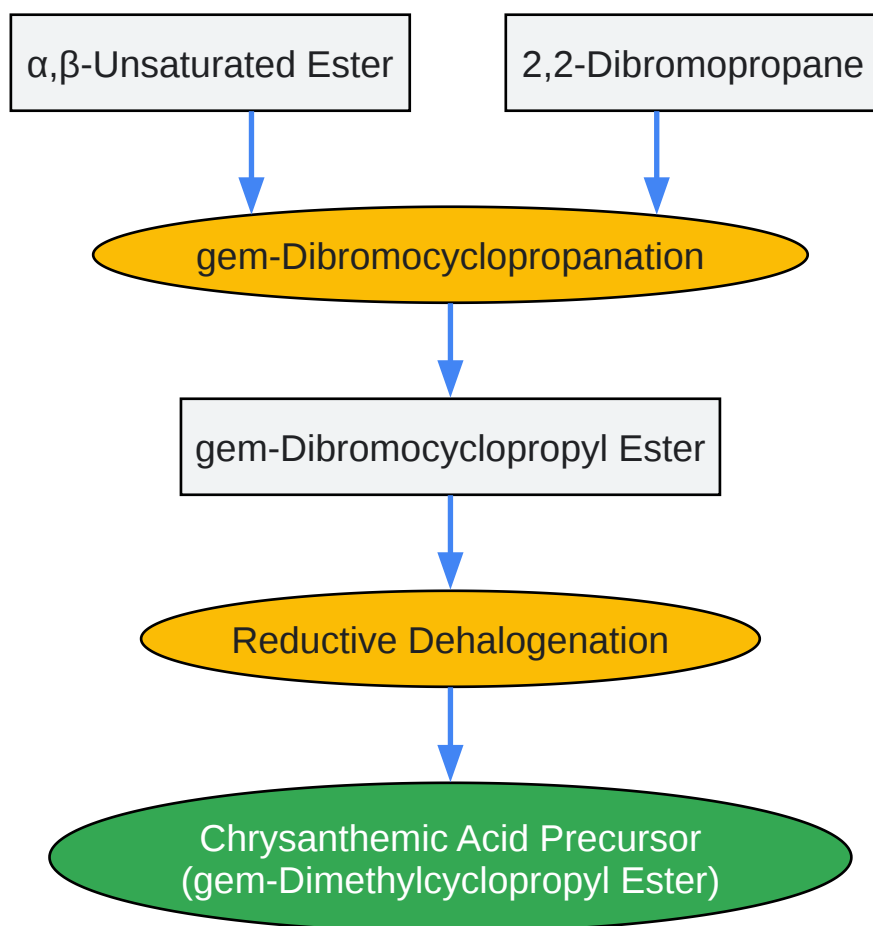 α,β-Unsaturated Ester
2,2-Dibromopropane
gem-Dibromocyclopropanation
gem-Dibromocyclopropyl Ester
Reductive Dehalogenation
Chrysanthemic Acid Precursor
(gem-Dimethylcyclopropyl Ester)